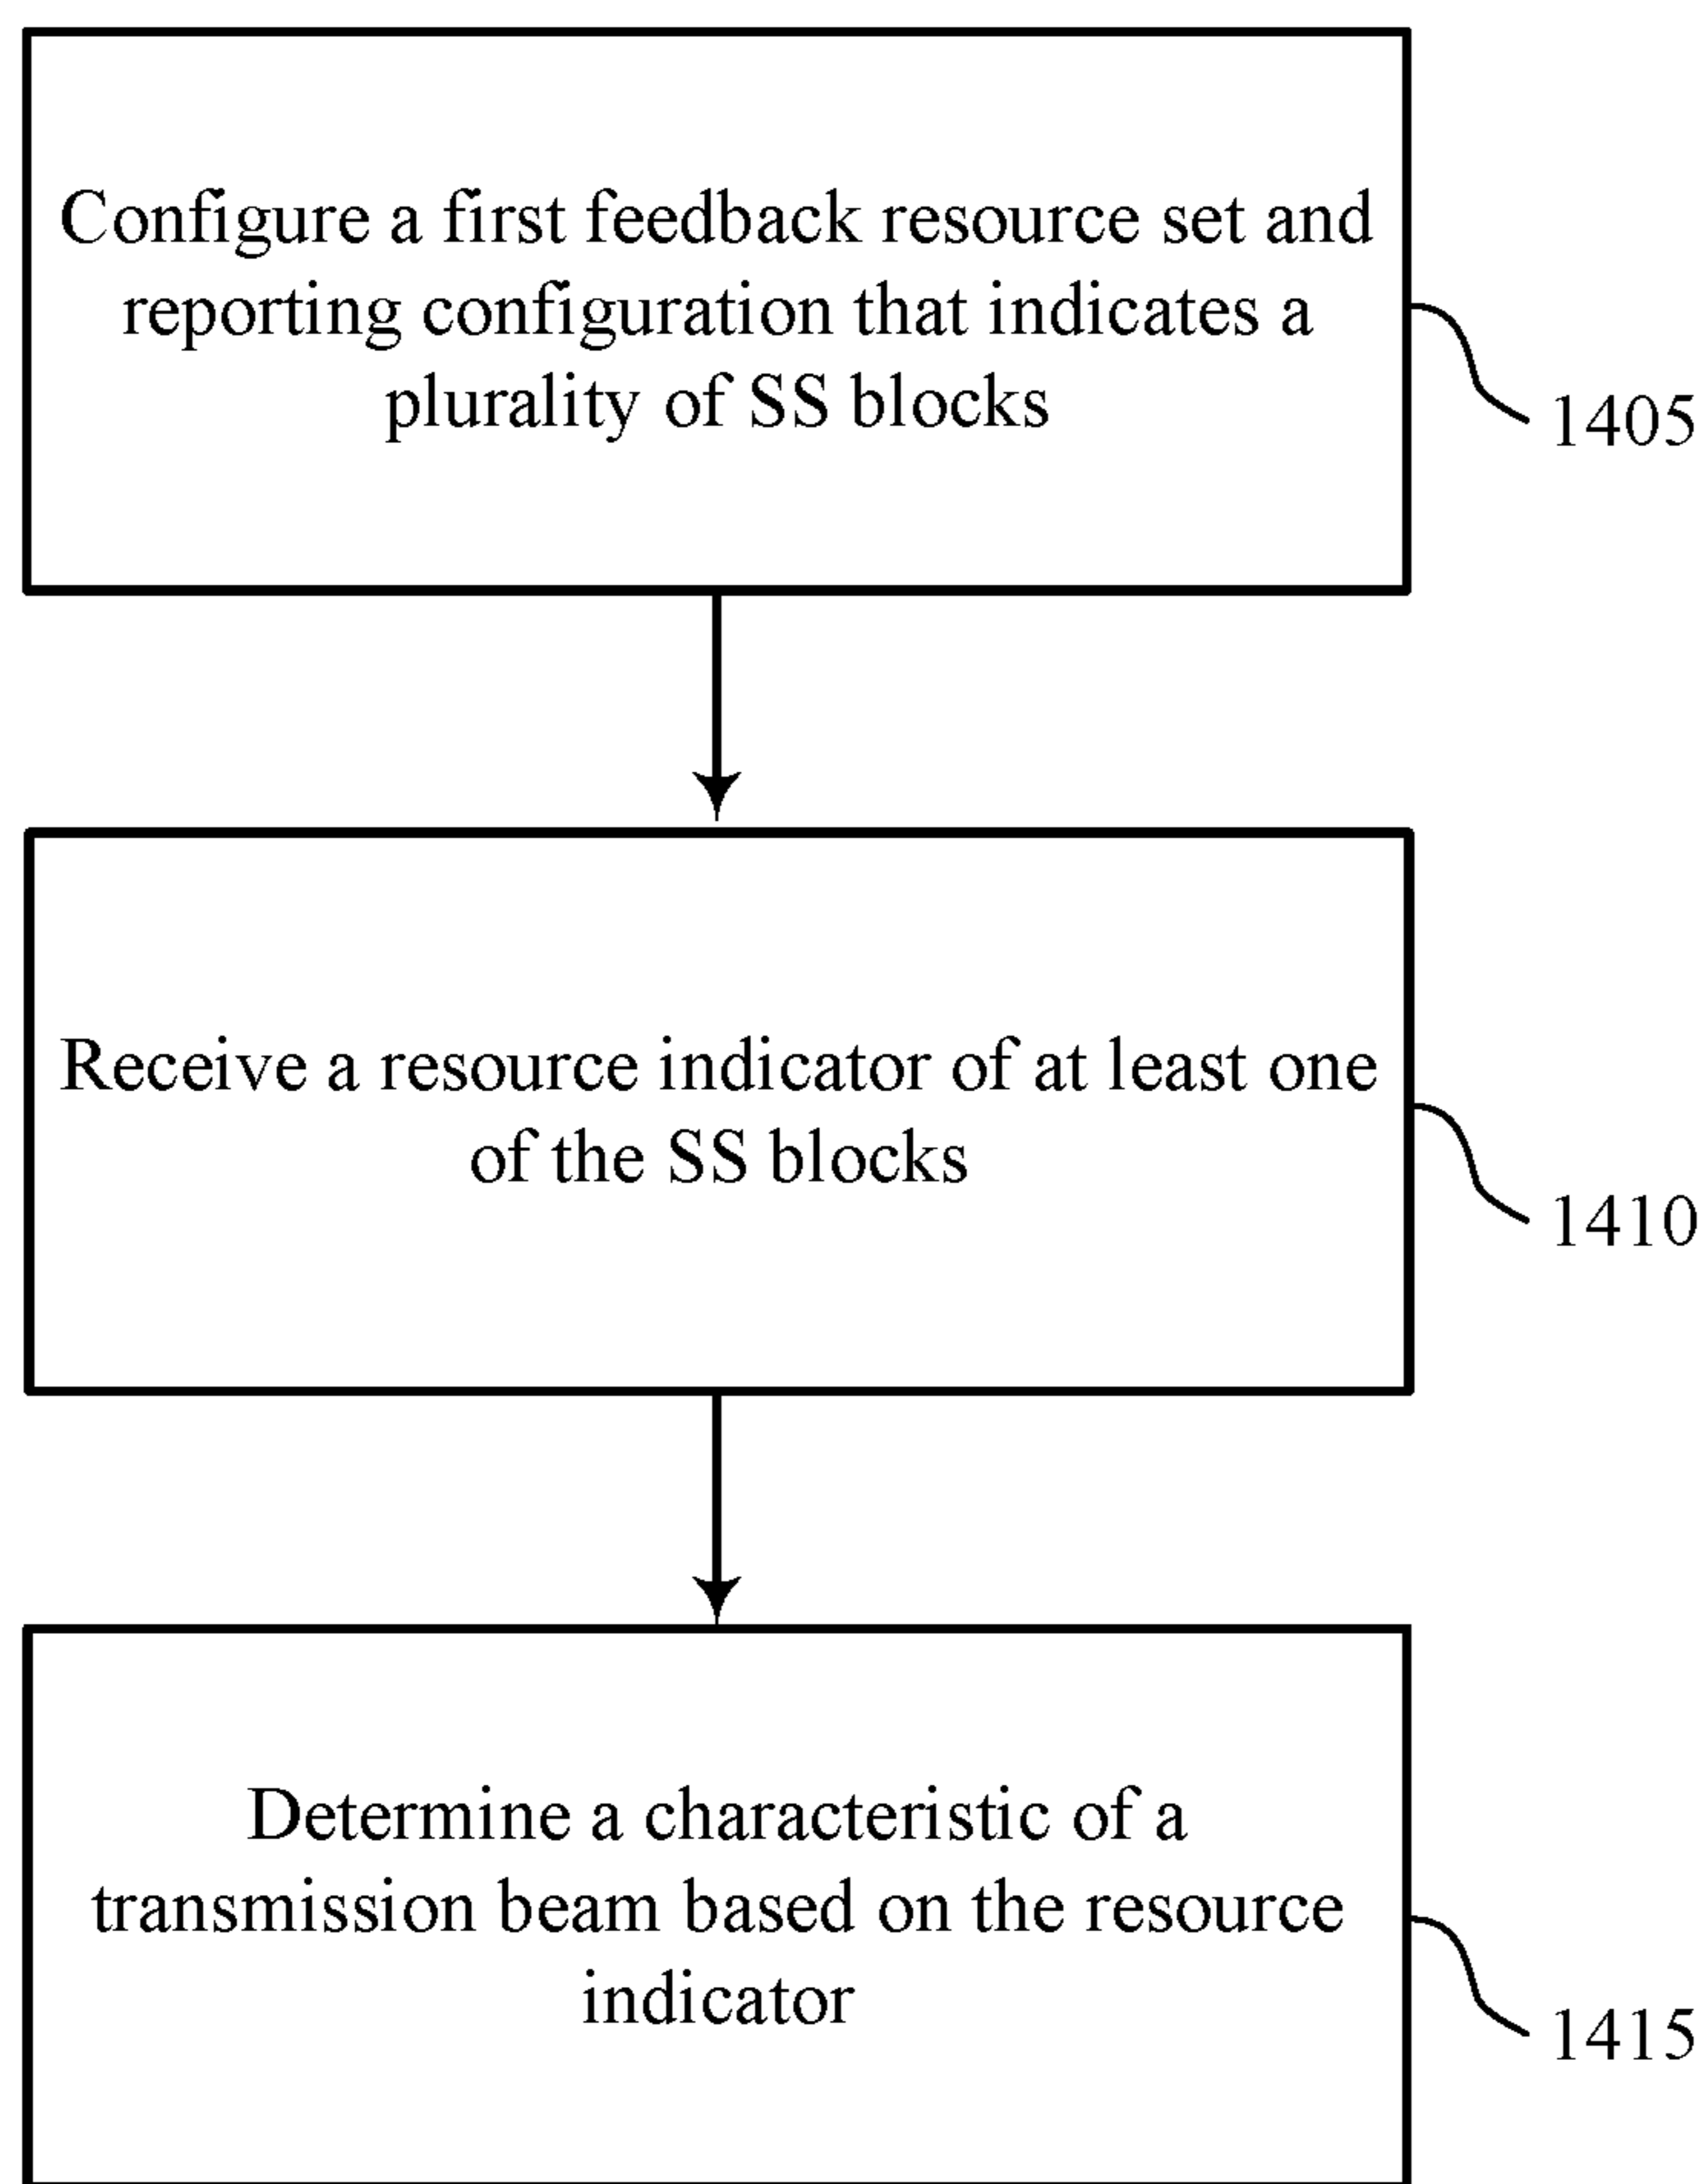 Configure a first feedback resource set and
reporting configuration that indicates a
plurality of SS blocks
1405
Receive a resource indicator of at least one
of the SS blocks
1410
Determine a characteristic of a
transmission beam based on the resource
indicator
1415